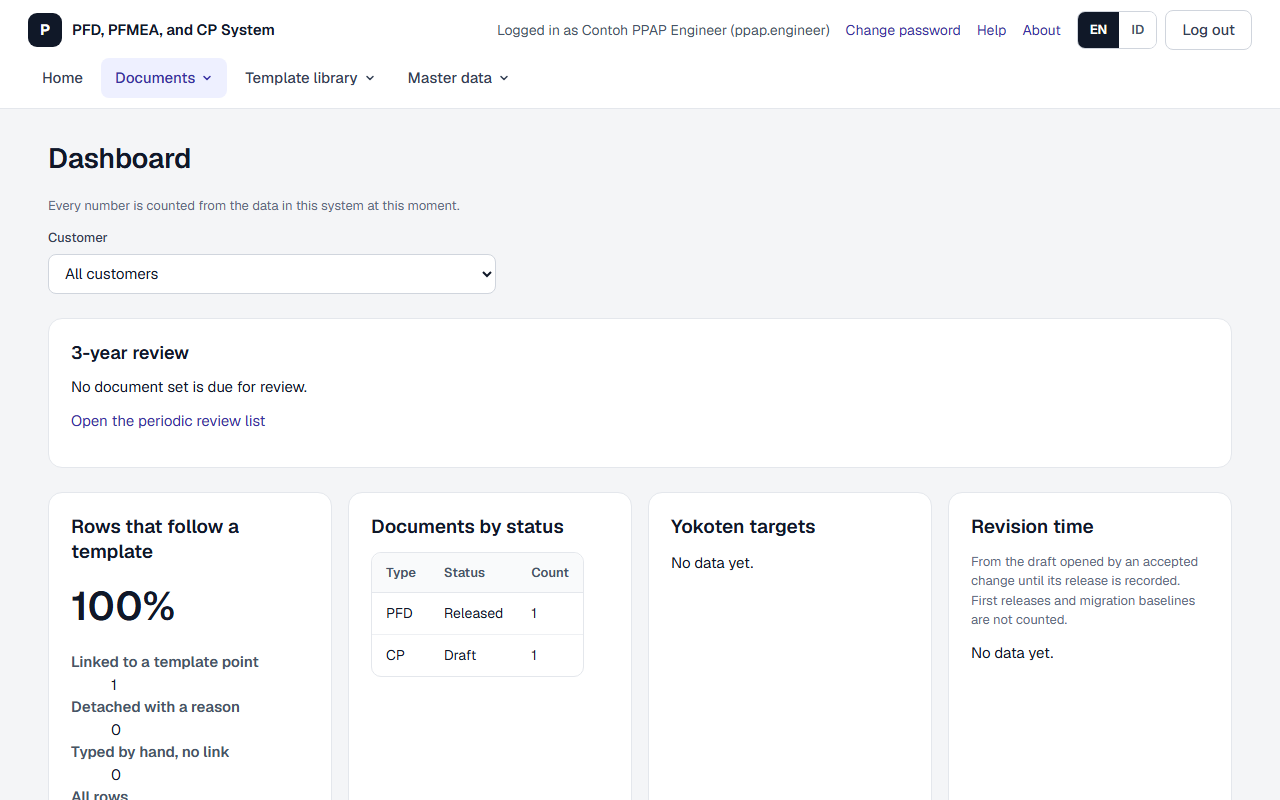 P PFD, PFMEA, and CP System
Logged in as Contoh PPAP Engineer (ppap.engineer) Change password Help About EN ID Log out
Home Documents Template library Master data
Dashboard
Every number is counted from the data in this system at this moment.
Customer
All customers
3-year review
No document set is due for review.
Open the periodic review list
Rows that follow a
template
100%
Linked to a template point
1
Detached with a reason
0
Typed by hand, no link
0
All rows
Documents by status
Type Status Count
PFD Released 1
CP Draft 1
Yokoten targets
No data yet.
Revision time
From the draft opened by an accepted
change until its release is recorded.
First releases and migration baselines
are not counted.
No data yet.